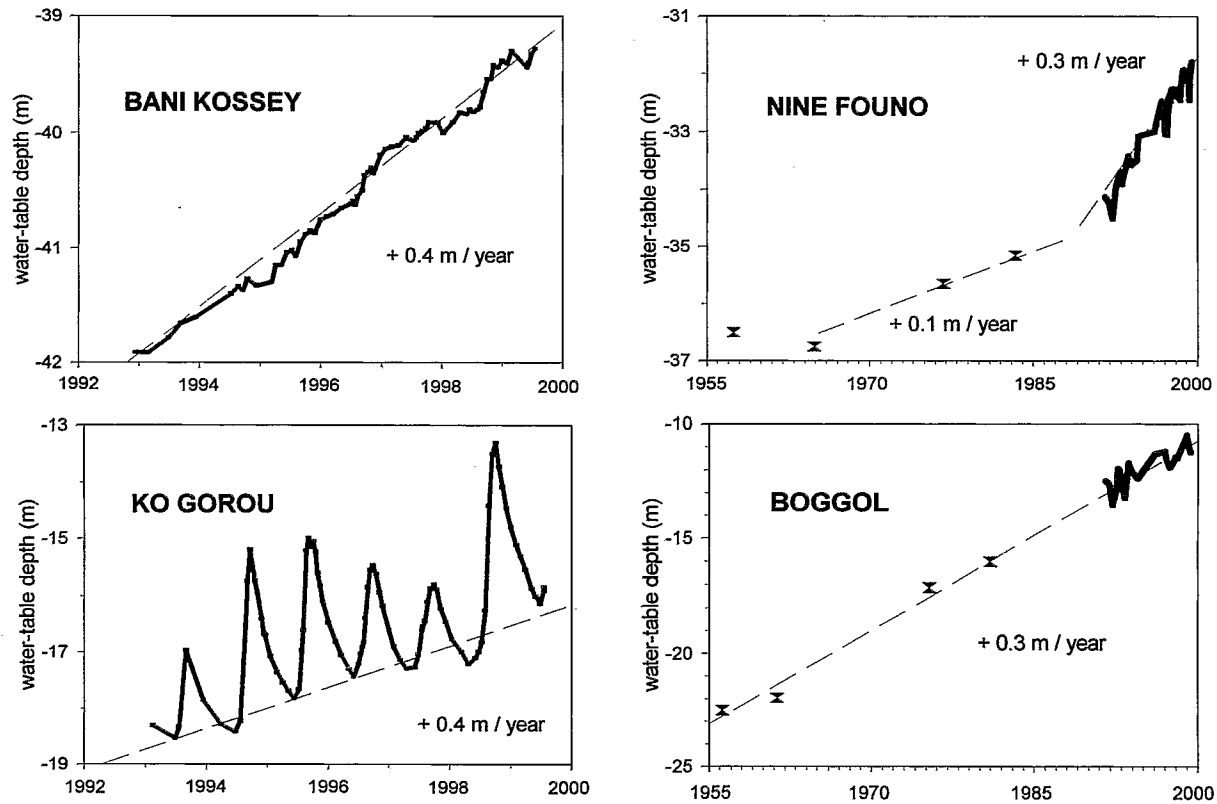 -39
-40
-41
-42
water-table depth (m)
BANI KOSSEY
+ 0.4 m / year
1992
1994
1996
1998
2000
-31
-33
-35
-37
water-table depth (m)
+ 0.3 m / year
NINE FOUNO
+ 0.1 m / year
1955
1970
1985
2000
-13
-15
-17
-19
water-table depth (m)
KO GOROU
+ 0.4 m / year
1992
1994
1996
1998
2000
-10
-15
-20
-25
water-table depth (m)
BOGGOL
+ 0.3 m / year
1955
1970
1985
2000